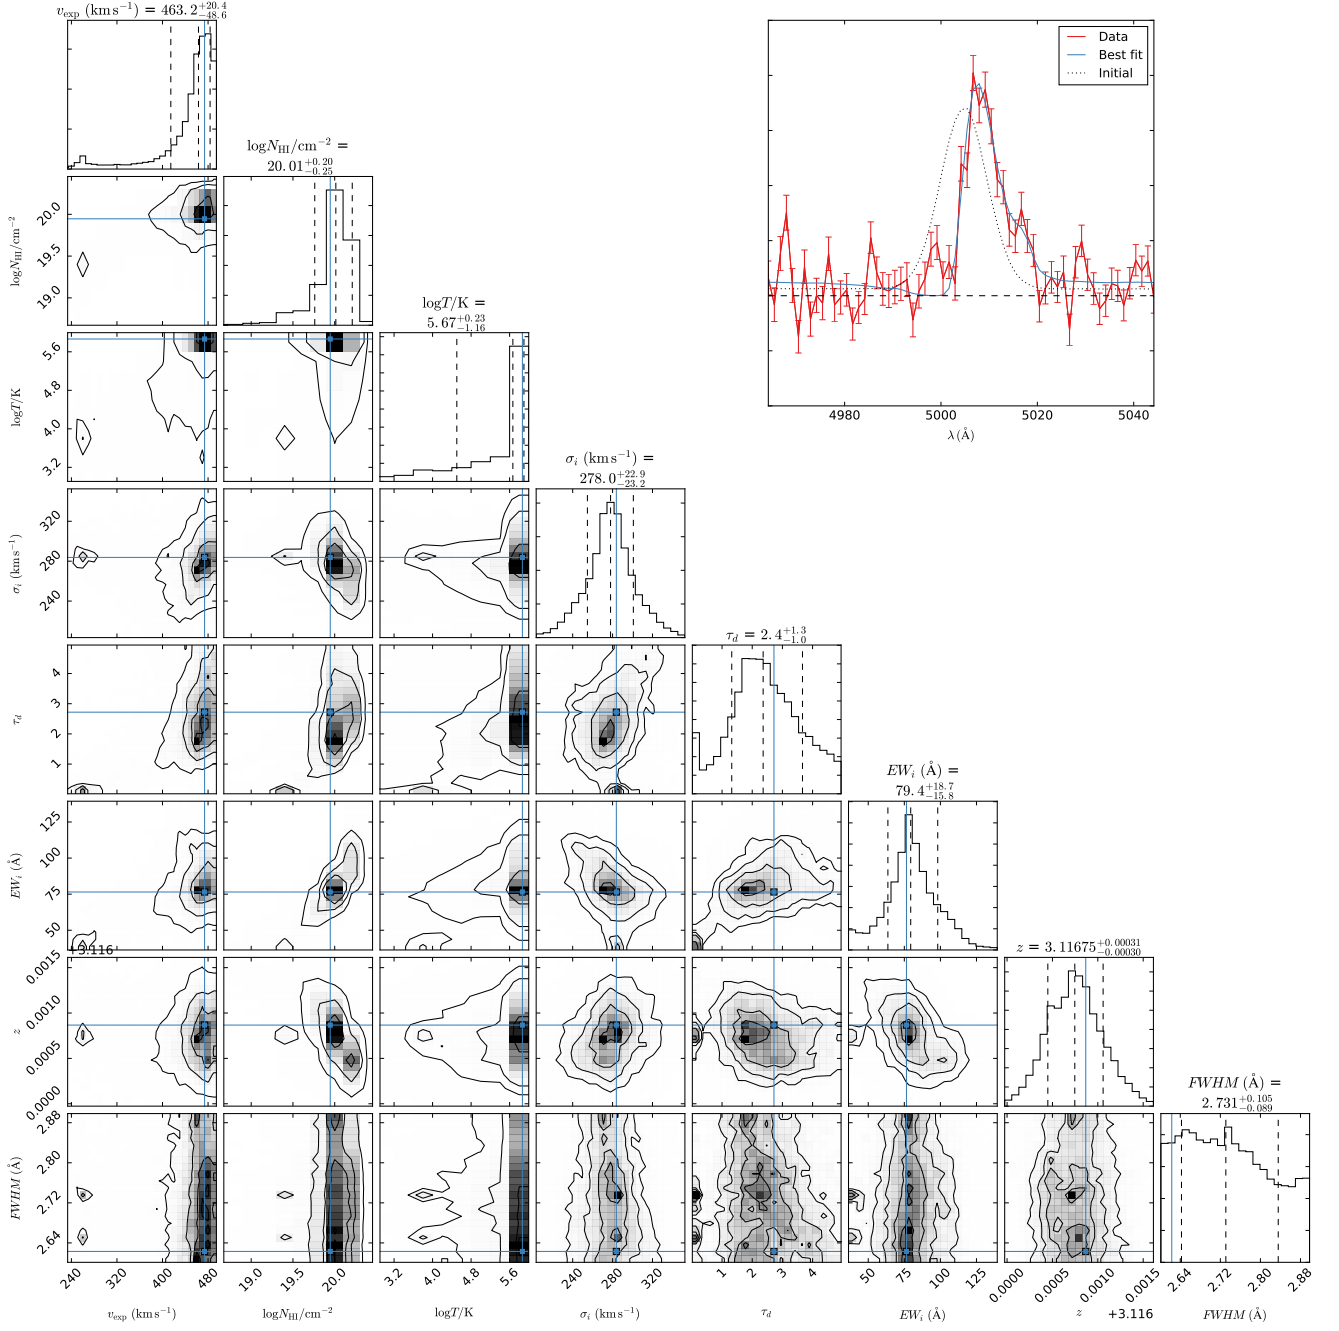 v_exp (km s⁻¹) = 463.2 +20.4 −48.6
Data
Best fit
Initial
4980 5000 5020 5040
λ (Å)
logN_HI/cm⁻² =
20.01 +0.20 −0.25
20.0
19.5
19.0
logN_HI/cm⁻²
logT/K =
5.67 +0.23 −1.16
5.6
4.8
4.0
3.2
logT/K
σ_i (km s⁻¹) =
278.0 +22.9 −23.2
320
280
240
σ_i (km s⁻¹)
τ_d = 2.4 +1.3 −1.0
4
3
2
1
τ_d
EW_i (Å) =
79.4 +18.7 −15.8
125
100
75
50
EW_i (Å)
+3.116
z = 3.11675 +0.00031 −0.00030
0.0015
0.0010
0.0005
0.0000
z
FWHM (Å) =
2.731 +0.105 −0.089
2.88
2.80
2.72
2.64
FWHM (Å)
240 320 400 480 19.0 19.5 20.0 3.2 4.0 4.8 5.6 240 280 320 1 2 3 4 50 75 100 125 0.0000 0.0005 0.0010 0.0015 2.64 2.72 2.80 2.88
v_exp (km s⁻¹) logN_HI/cm⁻² logT/K σ_i (km s⁻¹) τ_d EW_i (Å) z +3.116 FWHM (Å)